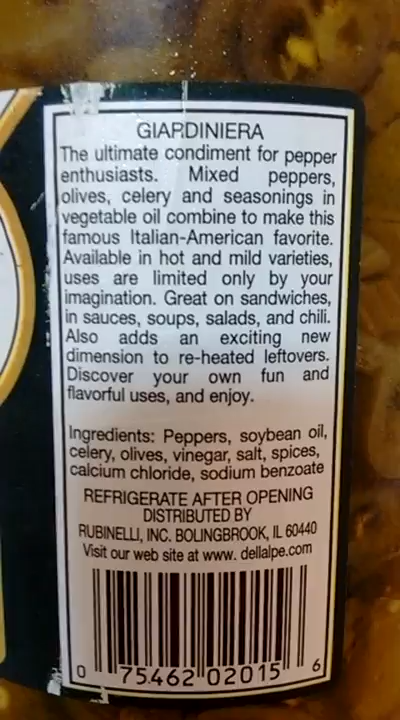 GIARDINIERA
The ultimate condiment for pepper
enthusiasts. Mixed peppers,
olives, celery and seasonings in
vegetable oil combine to make this
famous Italian-American favorite.
Available in hot and mild varieties,
uses are limited only by your
imagination. Great on sandwiches,
in sauces, soups, salads, and chili.
Also adds an exciting new
dimension to re-heated leftovers.
Discover your own fun and
flavorful uses, and enjoy.
Ingredients: Peppers, soybean oil,
celery, olives, vinegar, salt, spices,
calcium chloride, sodium benzoate
REFRIGERATE AFTER OPENING
DISTRIBUTED BY
RUBINELLI, INC. BOLINGBROOK, IL 60440
Visit our web site at www. dellalpe.com
0 75462 02015 6